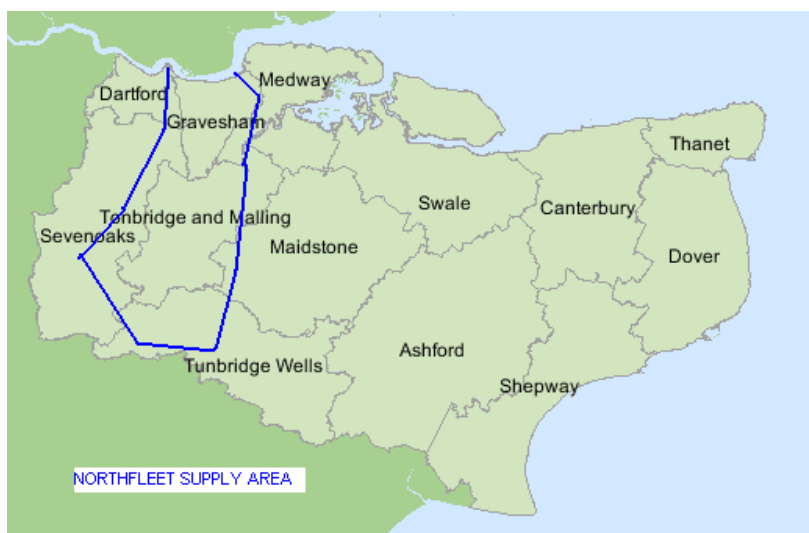 Medway
Dartford
Gravesham
Thanet
Swale
Canterbury
Tonbridge and Malling
Sevenoaks
Maidstone
Dover
Ashford
Tunbridge Wells
Shepway
NORTHFLEET SUPPLY AREA